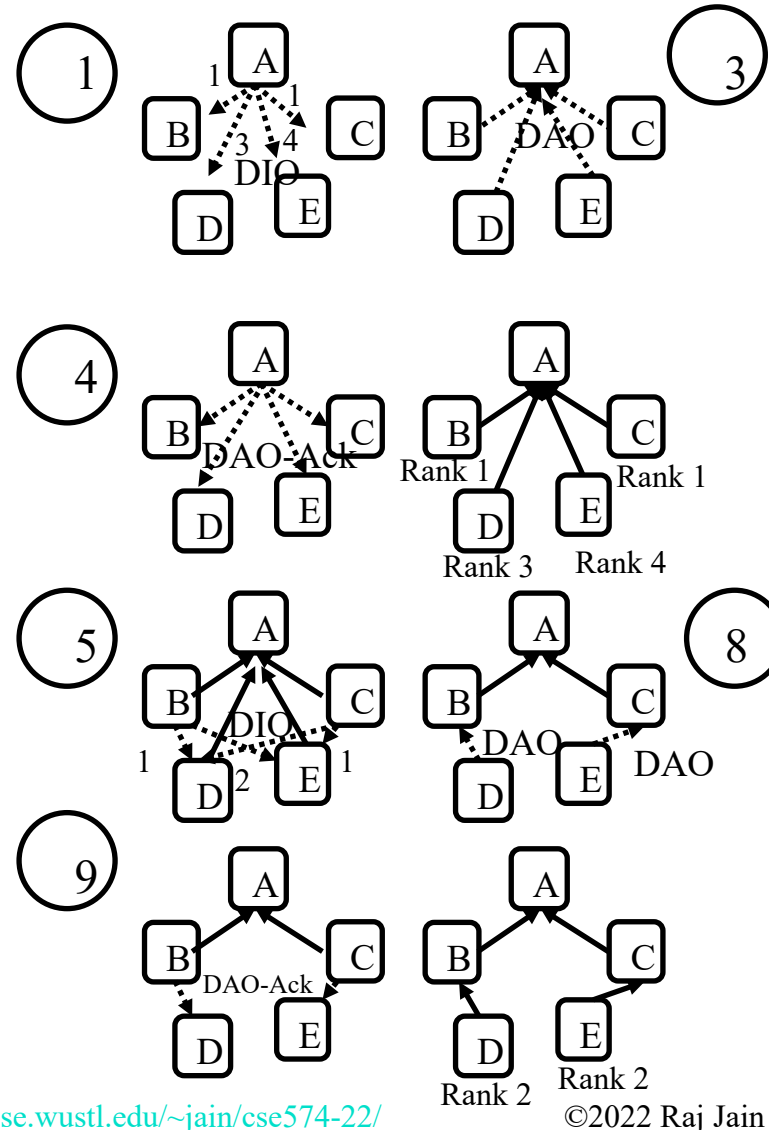 1
A
1
1
B
C
3
4
DIO
D
E
A
3
B
DAO
C
D
E
4
A
B
C
DAO-Ack
D
E
A
B
C
Rank 1
Rank 1
D
E
Rank 3
Rank 4
5
A
B
C
DIO
1
D
2
E
1
A
8
B
C
DAO
DAO
D
E
9
A
B
C
DAO-Ack
D
E
A
B
C
D
E
Rank 2
Rank 2
se.wustl.edu/~jain/cse574-22/
©2022 Raj Jain